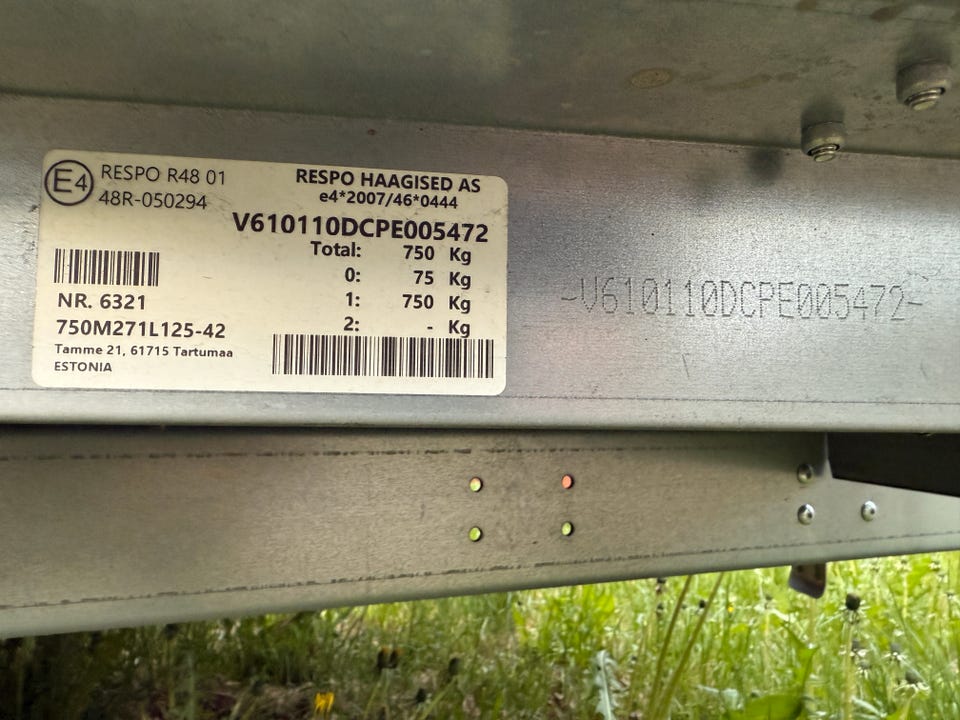 E4 RESPO R48 01
48R-050294
RESPO HAAGISED AS
e4*2007/46*0444
V610110DCPE005472
Total: 750 Kg
0: 75 Kg
1: 750 Kg
2: - Kg
NR. 6321
750M271L125-42
Tamme 21, 61715 Tartumaa
ESTONIA
-V610110DCPE005472-